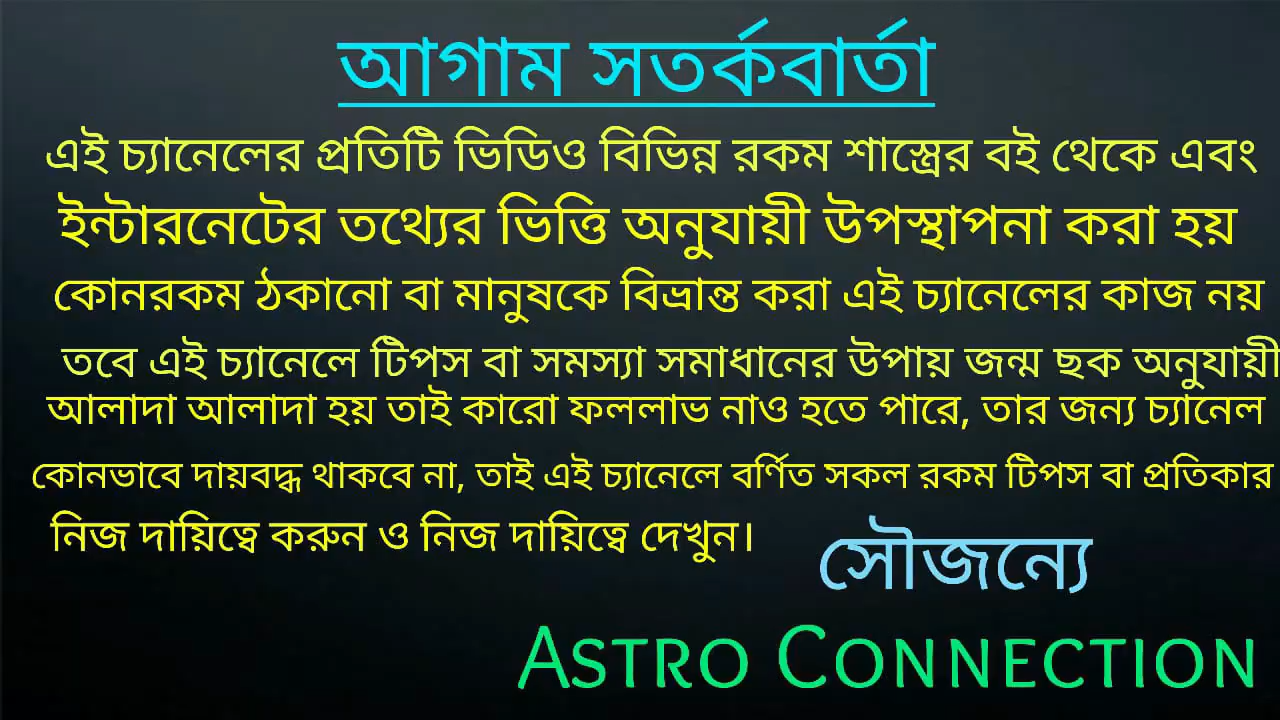 আগাম সতর্কবার্তা
এই চ্যানেলের প্রতিটি ভিডিও বিভিন্ন রকম শাস্ত্রের বই থেকে এবং
ইন্টারনেটের তথ্যের ভিত্তি অনুযায়ী উপস্থাপনা করা হয়
কোনরকম ঠকানো বা মানুষকে বিভ্রান্ত করা এই চ্যানেলের কাজ নয়
তবে এই চ্যানেলে টিপস বা সমস্যা সমাধানের উপায় জন্ম ছক অনুযায়ী
আলাদা আলাদা হয় তাই কারো ফললাভ নাও হতে পারে, তার জন্য চ্যানেল
কোনভাবে দায়বদ্ধ থাকবে না, তাই এই চ্যানেলে বর্ণিত সকল রকম টিপস বা প্রতিকার
নিজ দায়িত্বে করুন ও নিজ দায়িত্বে দেখুন।
সৌজন্যে
ASTRO CONNECTION